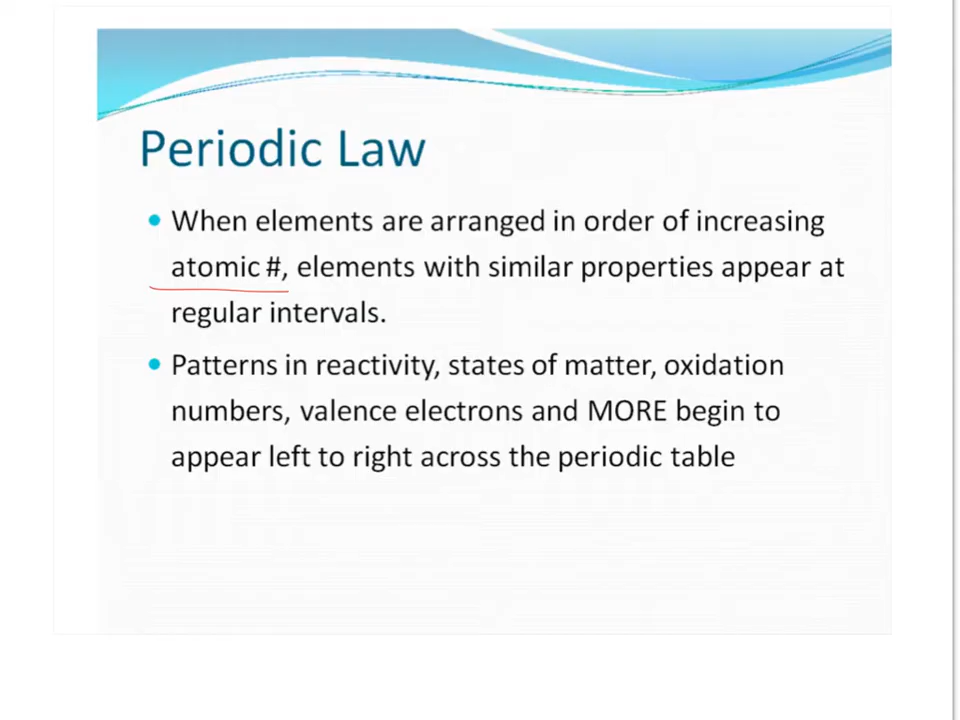 Periodic Law
When elements are arranged in order of increasing
atomic #, elements with similar properties appear at
regular intervals.
Patterns in reactivity, states of matter, oxidation
numbers, valence electrons and MORE begin to
appear left to right across the periodic table